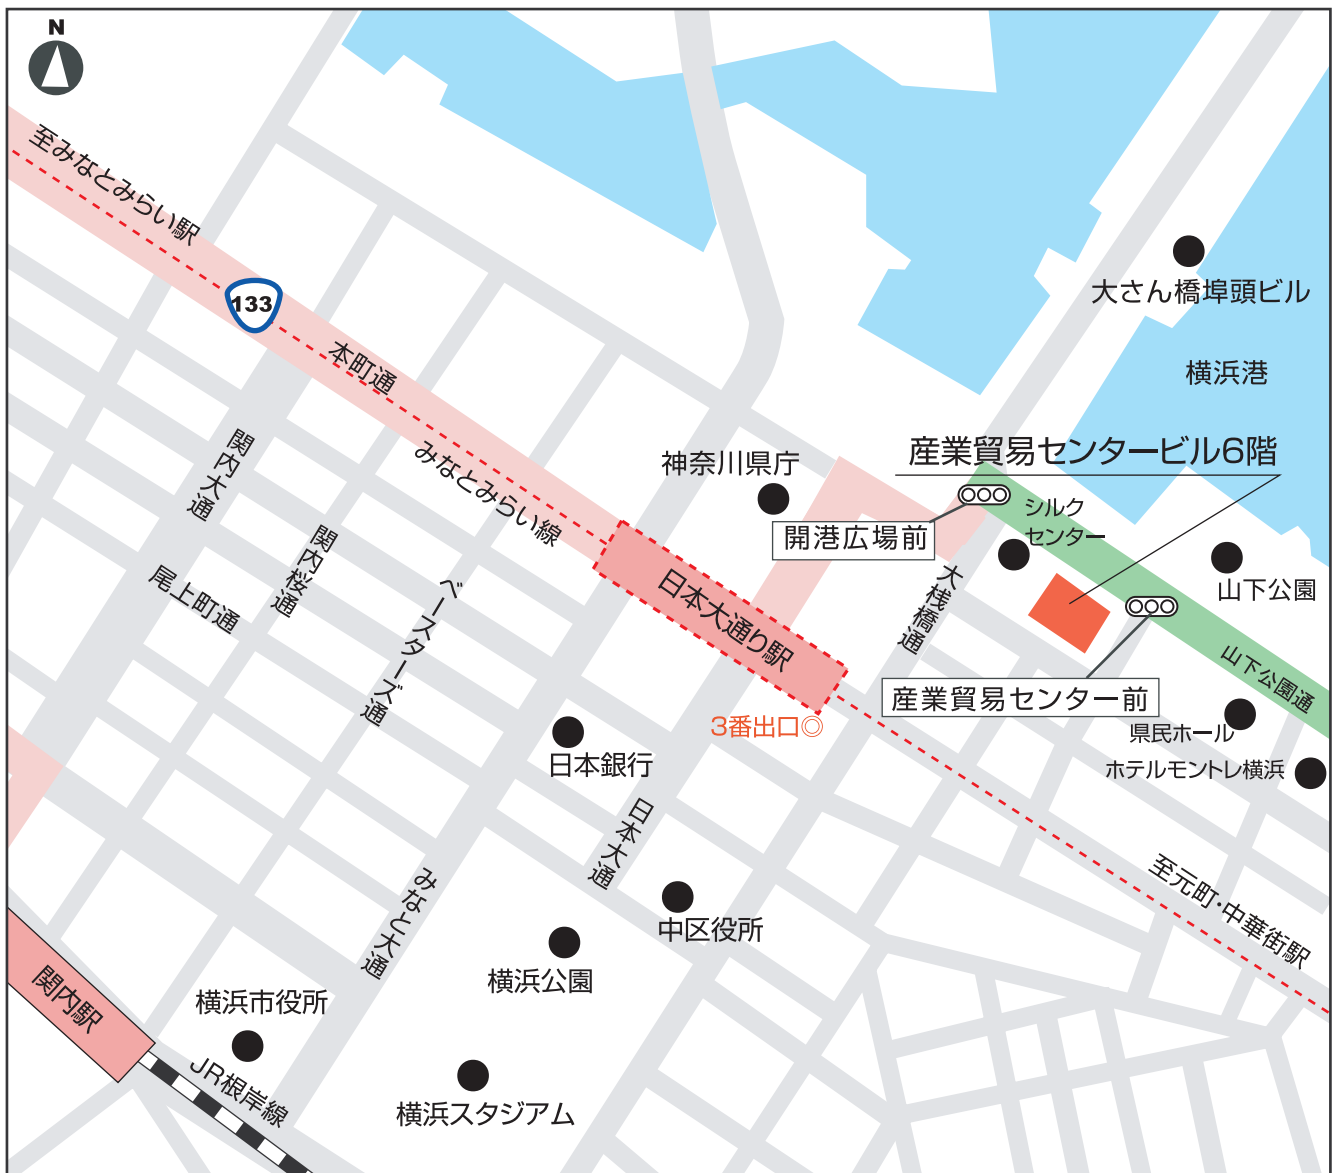 N
至みなとみらい駅
133
本町通
みなとみらい線
大さん橋埠頭ビル
横浜港
産業貿易センタービル6階
神奈川県庁
開港広場前
シルク
センター
山下公園
大桟橋通
日本大通り駅
山下公園通
産業貿易センター前
3番出口◎
県民ホール
ホテルモントレ横浜
関内大通
関内桜通
尾上町通
ベースターズ通
日本銀行
日本大通
みなと大通
中区役所
至元町・中華街駅
横浜公園
関内駅
横浜市役所
JR根岸線
横浜スタジアム